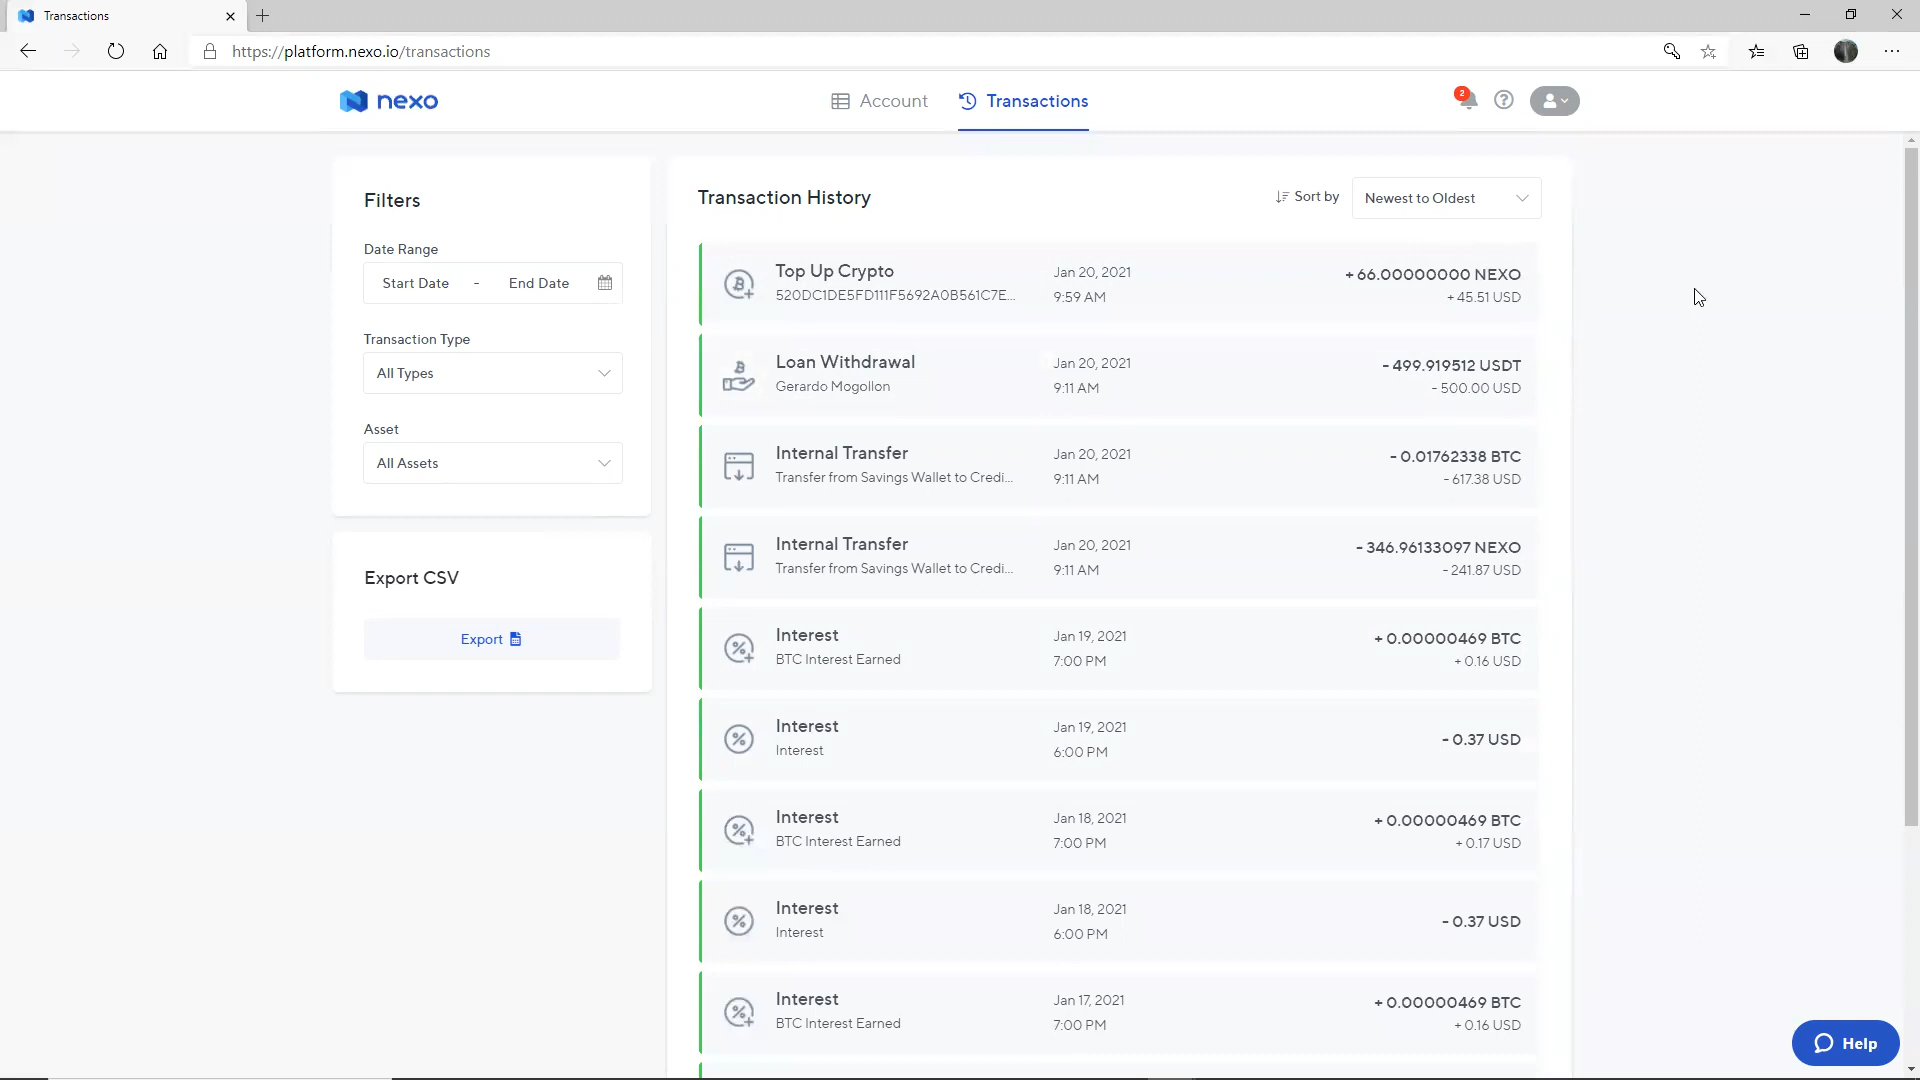 Transactions
https://platform.nexo.io/transactions
nexo
Account
Transactions
2
Filters
Date Range
Start Date - End Date
Transaction Type
All Types
Asset
All Assets
Export CSV
Export
Transaction History
Sort by
Newest to Oldest
Top Up Crypto
520DC1DE5FD111F5692A0B561C7E...
Jan 20, 2021
9:59 AM
+ 66.00000000 NEXO
+ 45.51 USD
Loan Withdrawal
Gerardo Mogollon
Jan 20, 2021
9:11 AM
- 499.919512 USDT
- 500.00 USD
Internal Transfer
Transfer from Savings Wallet to Credi...
Jan 20, 2021
9:11 AM
- 0.01762338 BTC
- 617.38 USD
Internal Transfer
Transfer from Savings Wallet to Credi...
Jan 20, 2021
9:11 AM
- 346.96133097 NEXO
- 241.87 USD
Interest
BTC Interest Earned
Jan 19, 2021
7:00 PM
+ 0.00000469 BTC
+ 0.16 USD
Interest
Interest
Jan 19, 2021
6:00 PM
- 0.37 USD
Interest
BTC Interest Earned
Jan 18, 2021
7:00 PM
+ 0.00000469 BTC
+ 0.17 USD
Interest
Interest
Jan 18, 2021
6:00 PM
- 0.37 USD
Interest
BTC Interest Earned
Jan 17, 2021
7:00 PM
+ 0.00000469 BTC
+ 0.16 USD
Help